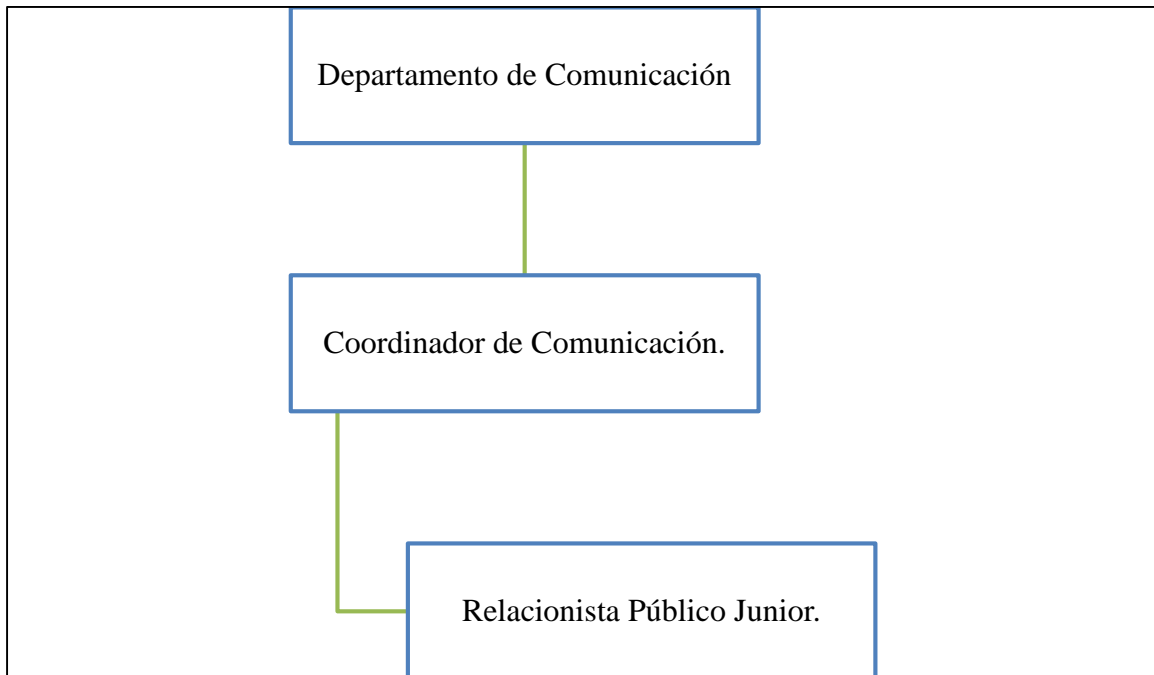 Departamento de Comunicación
Coordinador de Comunicación.
Relacionista Público Junior.